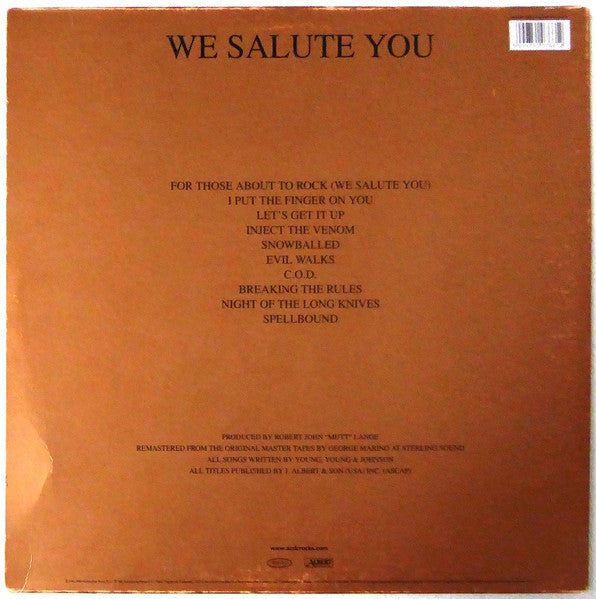 WE SALUTE YOU
FOR THOSE ABOUT TO ROCK (WE SALUTE YOU)
I PUT THE FINGER ON YOU
LET'S GET IT UP
INJECT THE VENOM
SNOWBALLED
EVIL WALKS
C.O.D.
BREAKING THE RULES
NIGHT OF THE LONG KNIVES
SPELLBOUND
PRODUCED BY ROBERT JOHN "MUTT" LANGE
REMASTERED FROM THE ORIGINAL MASTER TAPES BY GEORGE MARINO AT STERLING SOUND
ALL SONGS WRITTEN BY YOUNG, YOUNG & JOHNSON
ALL TITLES PUBLISHED BY J. ALBERT & SON (USA) INC. (ASCAP)
www.acdcrocks.com
ALBERT